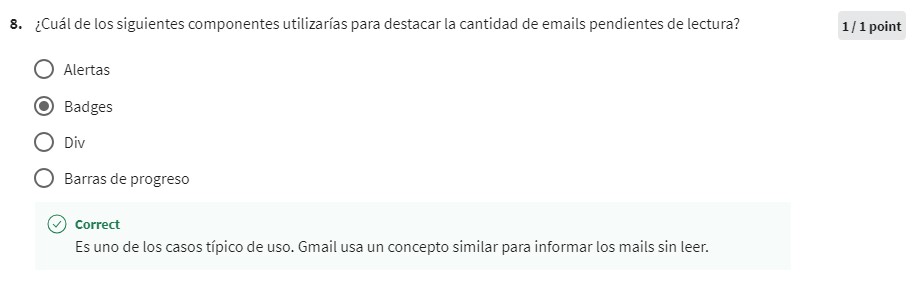 8. ¿Cuál de los siguientes componentes utilizarías para destacar la cantidad de emails pendientes de lectura?
1 / 1 point
Alertas
Badges
Div
Barras de progreso
Correct
Es uno de los casos típico de uso. Gmail usa un concepto similar para informar los mails sin leer.